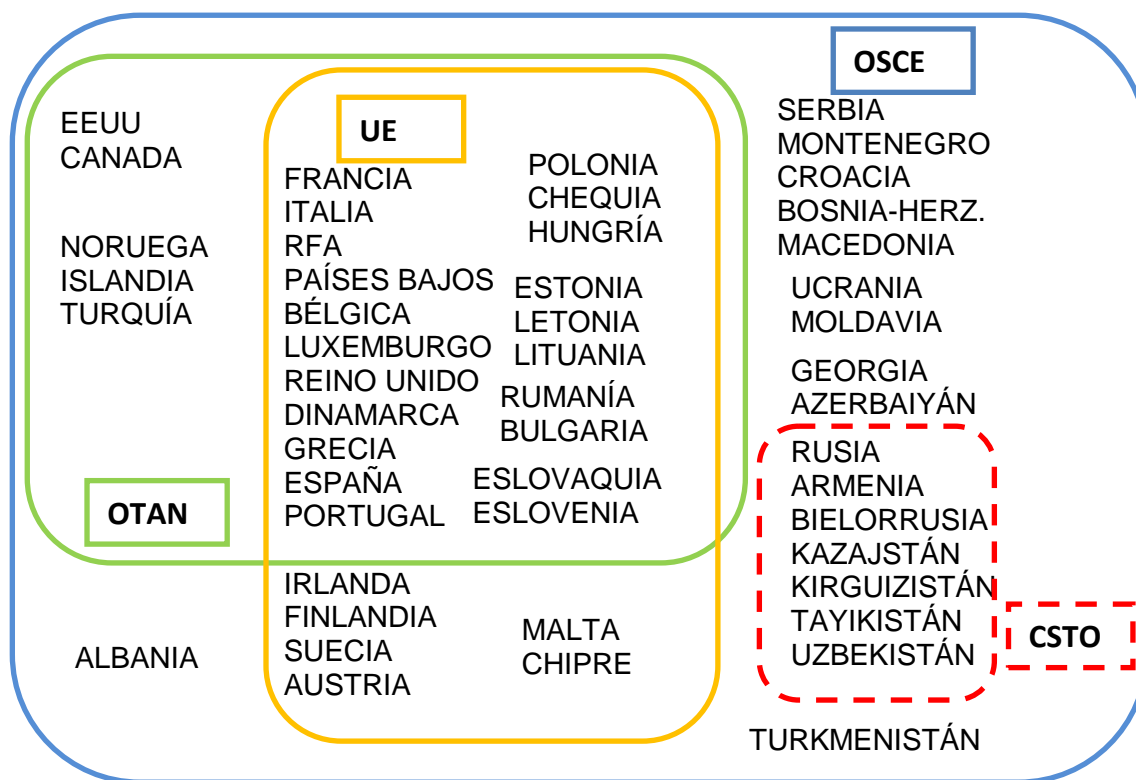 OSCE
EEUU
CANADA
NORUEGA
ISLANDIA
TURQUÍA
OTAN
UE
FRANCIA
ITALIA
RFA
PAÍSES BAJOS
BÉLGICA
LUXEMBURGO
REINO UNIDO
DINAMARCA
GRECIA
ESPAÑA
PORTUGAL
POLONIA
CHEQUIA
HUNGRÍA
ESTONIA
LETONIA
LITUANIA
RUMANÍA
BULGARIA
ESLOVAQUIA
ESLOVENIA
IRLANDA
FINLANDIA
SUECIA
AUSTRIA
MALTA
CHIPRE
ALBANIA
SERBIA
MONTENEGRO
CROACIA
BOSNIA-HERZ.
MACEDONIA
UCRANIA
MOLDAVIA
GEORGIA
AZERBAIYÁN
RUSIA
ARMENIA
BIELORRUSIA
KAZAJSTÁN
KIRGUIZISTÁN
TAYIKISTÁN
UZBEKISTÁN
CSTO
TURKMENISTÁN